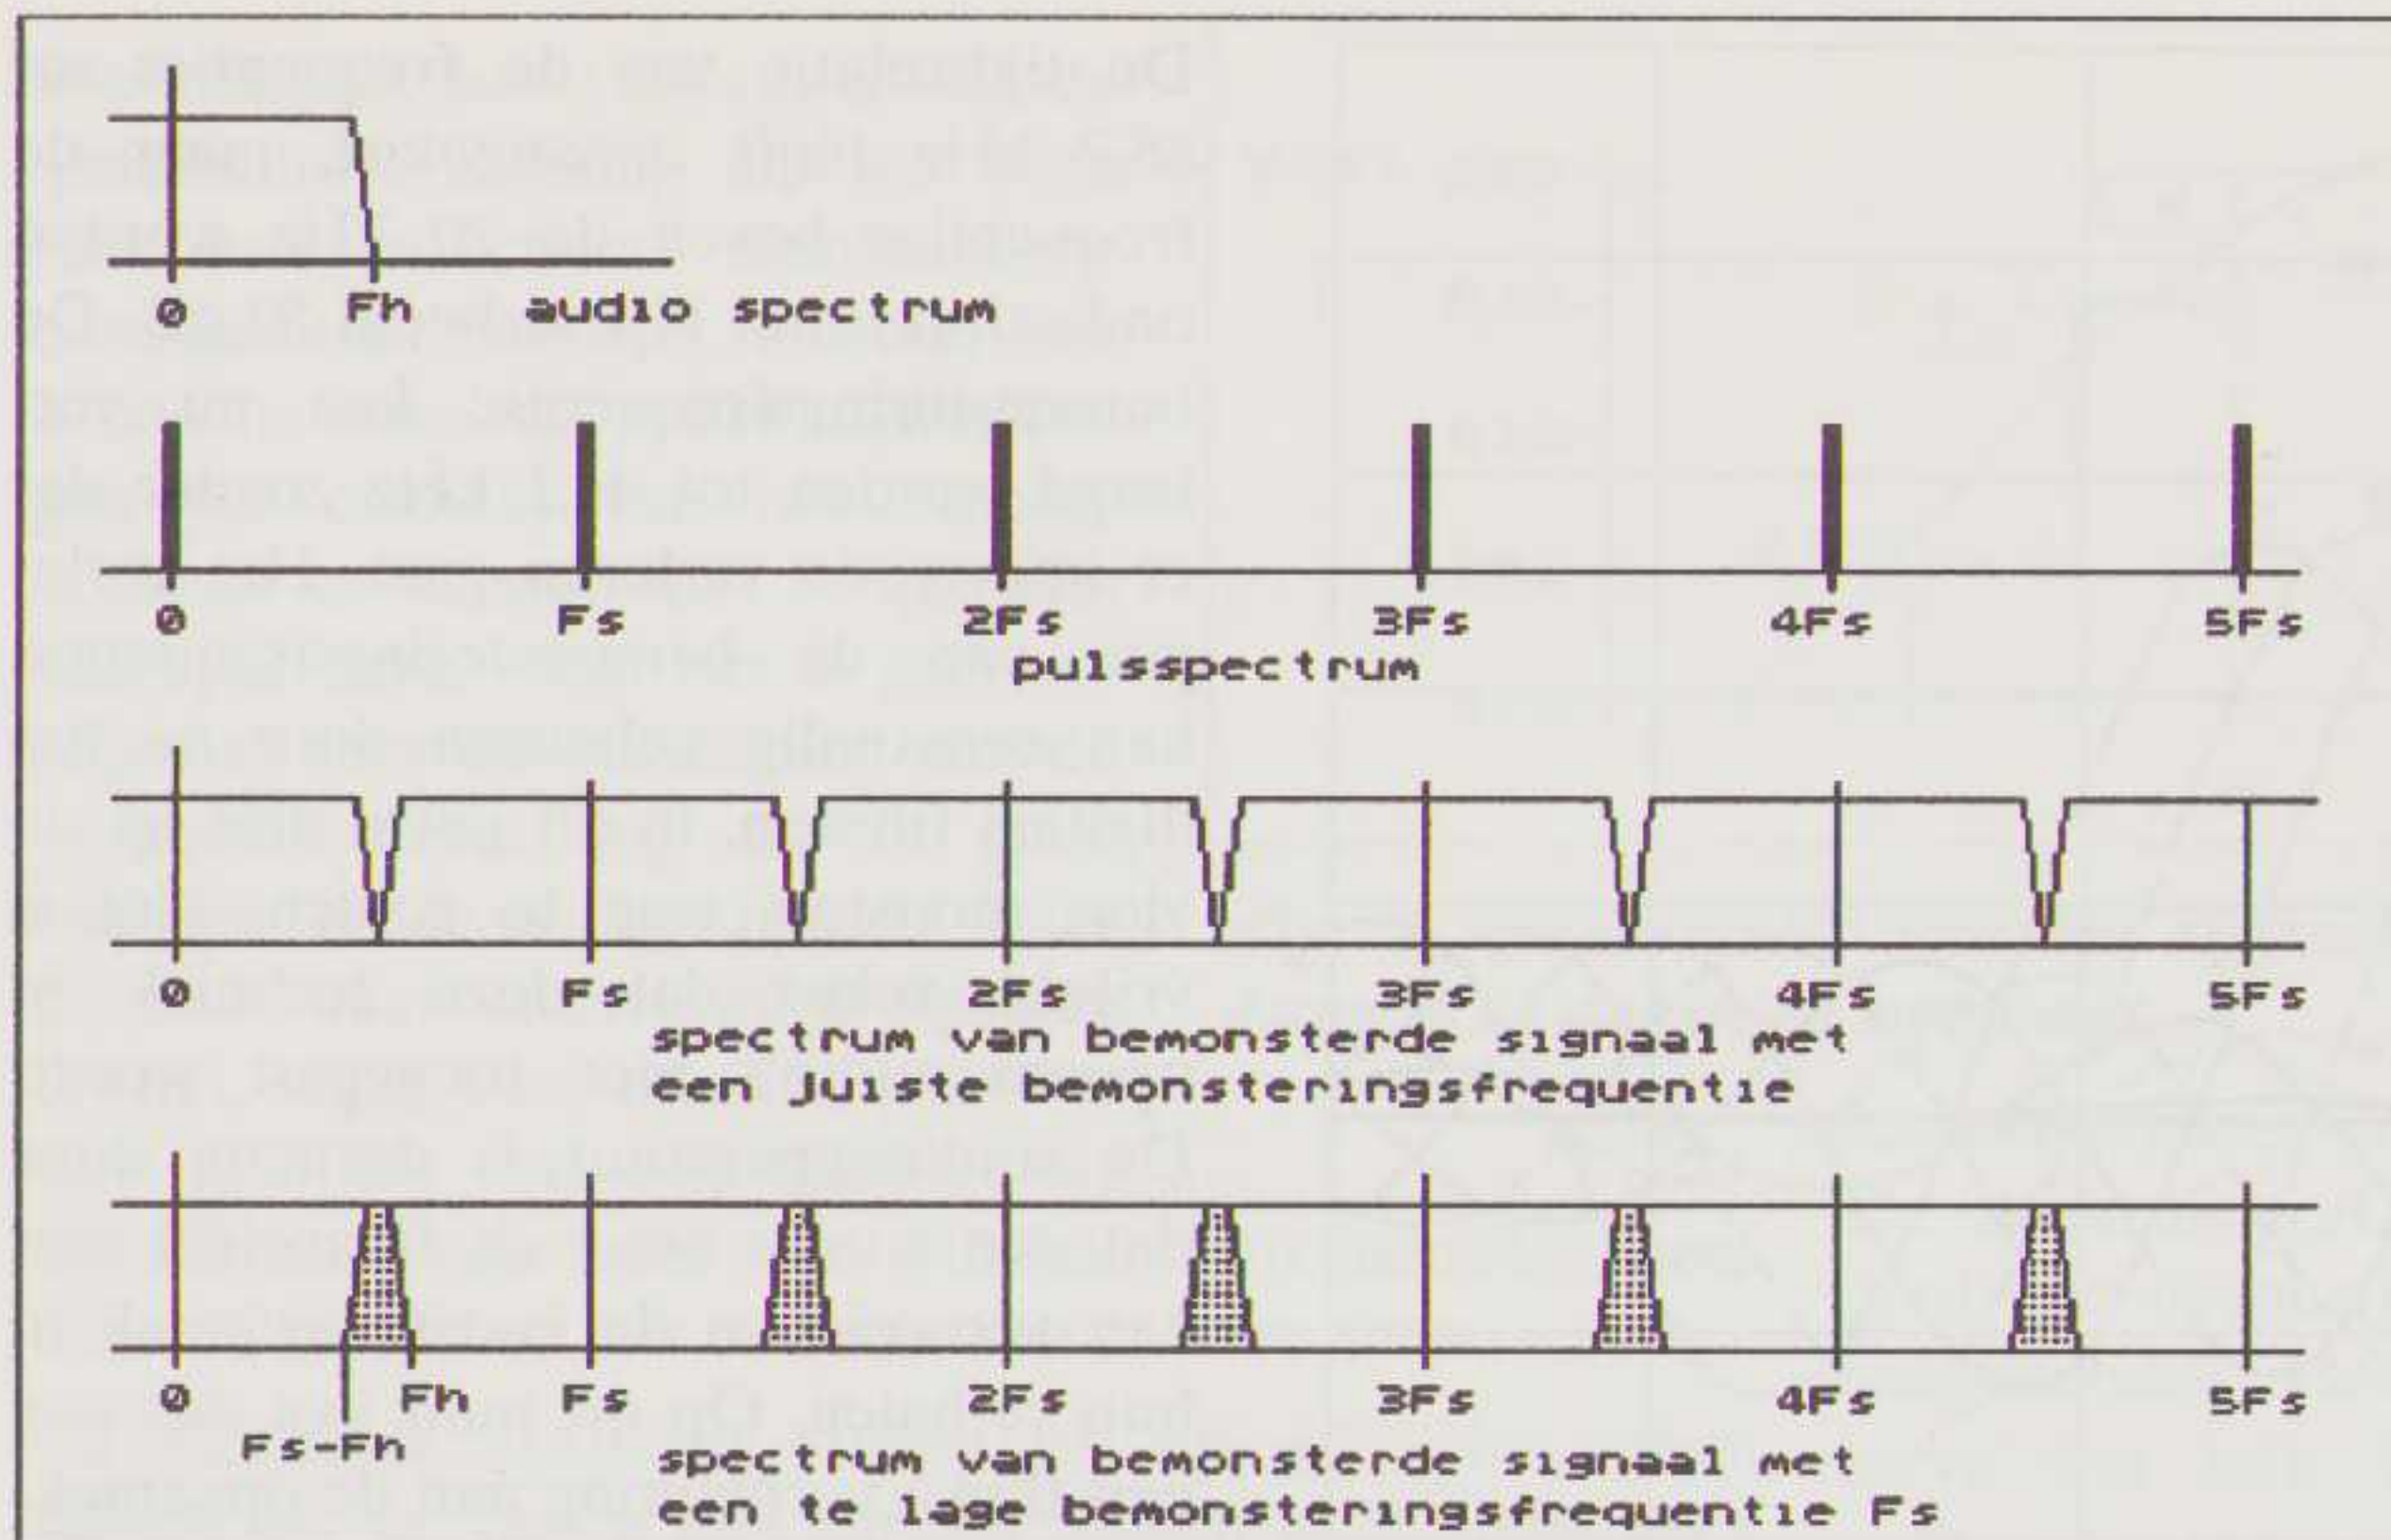 0 Fh audio spectrum
0 Fs 2Fs 3Fs 4Fs 5Fs
pulsspectrum
0 Fs 2Fs 3Fs 4Fs 5Fs
spectrum van bemonsterde signaal met
een juiste bemonsteringsfrequentie
0 Fh Fs 2Fs 3Fs 4Fs 5Fs
Fs-Fh
spectrum van bemonsterde signaal met
een te lage bemonsteringsfrequentie Fs